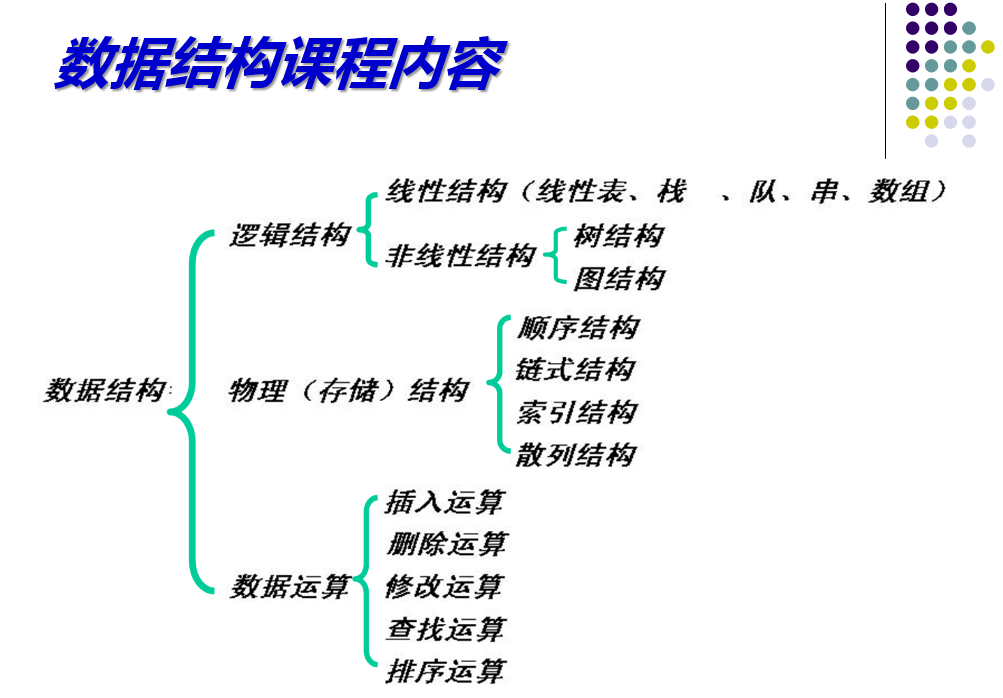 数据结构课程内容
线性结构（线性表、栈 、队、串、数组）
逻辑结构
非线性结构
树结构
图结构
顺序结构
链式结构
数据结构：
物理（存储）结构
索引结构
散列结构
插入运算
删除运算
数据运算
修改运算
查找运算
排序运算